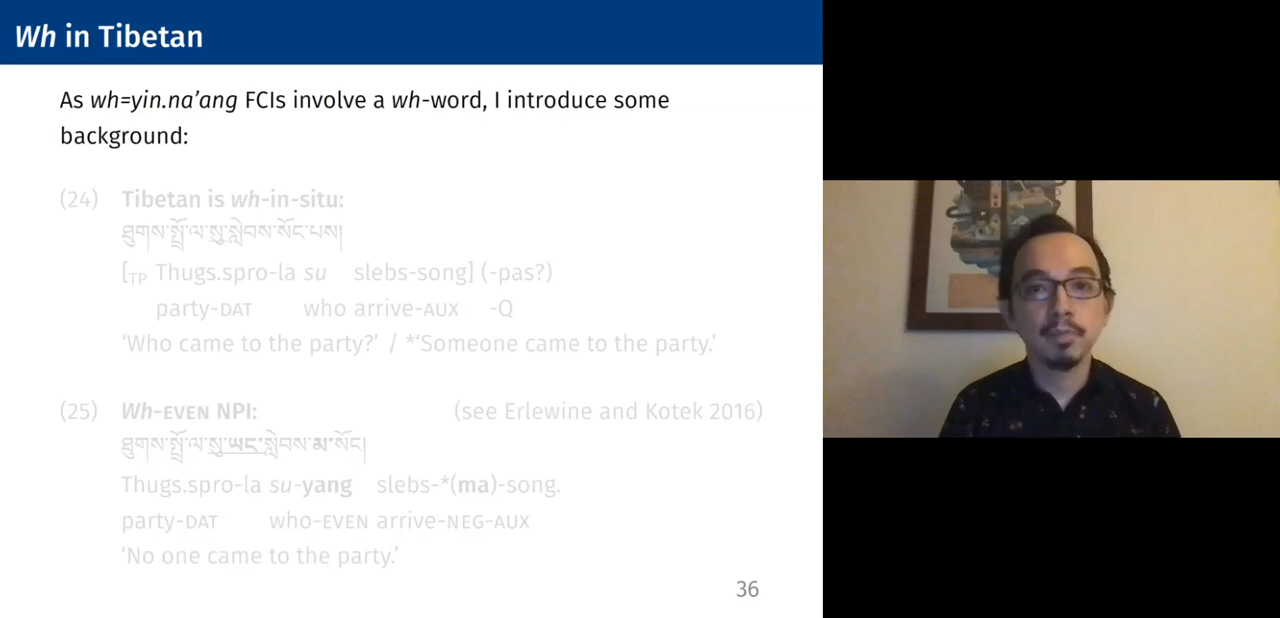 Wh in Tibetan
As wh=yin.na’ang FCIs involve a wh-word, I introduce some
background:
(24) Tibetan is wh-in-situ:
ཐུགས་སྤྲོ་ལ་སུ་སླེབས་སོང་པས།
[TP Thugs.spro-la su slebs-song] (-pas?)
party-DAT who arrive-AUX -Q
‘Who came to the party?’ / *‘Someone came to the party.’
(25) Wh-EVEN NPI: (see Erlewine and Kotek 2016)
ཐུགས་སྤྲོ་ལ་སུ་ཡང་སླེབས་མ་སོང།
Thugs.spro-la su-yang slebs-*(ma)-song.
party-DAT who-EVEN arrive-NEG-AUX
‘No one came to the party.’
36